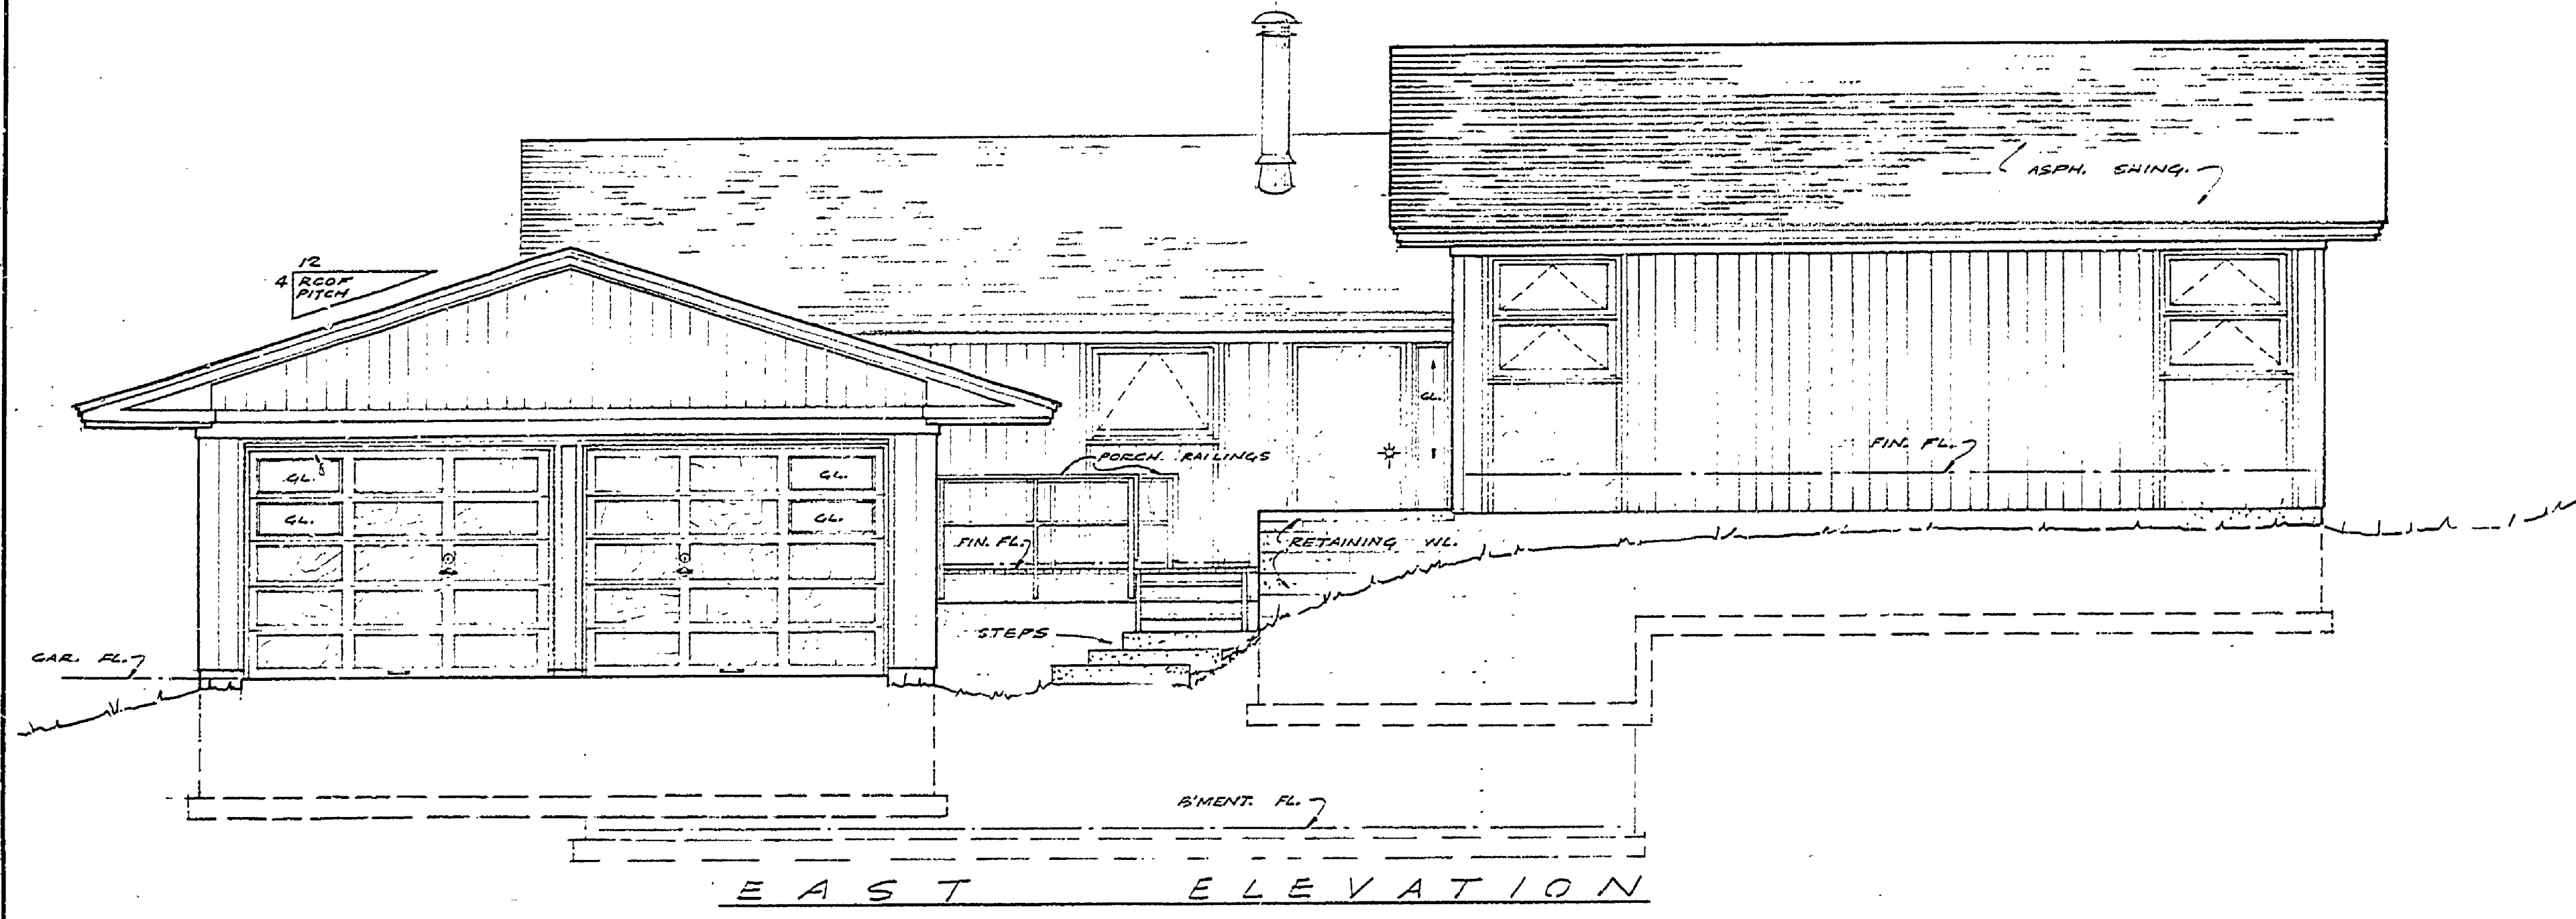 ASPH. SHING.
12
4 ROOF
PITCH
GL.
FIN. FL.
PORCH. RAILINGS
GL.
GL.
GL.
GL.
FIN. FL.
RETAINING WL.
STEPS
GAR. FL.
B'MENT. FL.
EAST ELEVATION